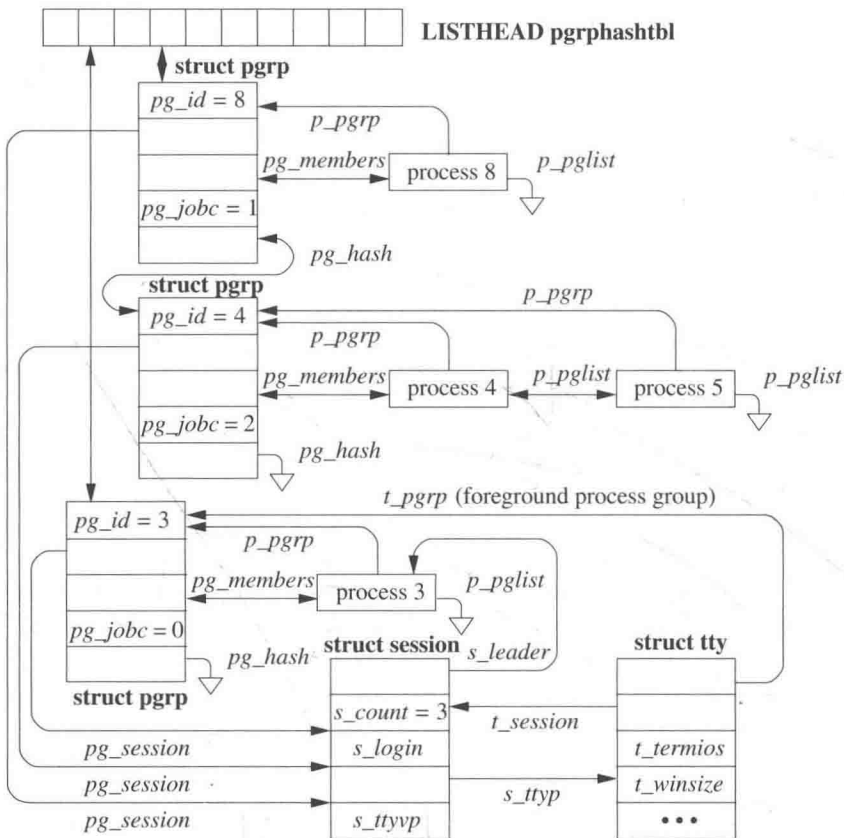 LISTHEAD pgrphashtbl
struct pgrp
pg_id = 8
p_pgrp
pg_members
process 8
p_pglist
pg_jobc = 1
pg_hash
struct pgrp
pg_id = 4
p_pgrp
p_pgrp
pg_members
process 4
p_pglist
process 5
p_pglist
pg_jobc = 2
pg_hash
t_pgrp (foreground process group)
pg_id = 3
p_pgrp
pg_members
process 3
p_pglist
pg_jobc = 0
pg_hash
struct session
s_leader
struct tty
struct pgrp
s_count = 3
t_session
pg_session
s_login
t_termios
pg_session
s_ttyp
t_winsize
pg_session
s_ttyvp
•••